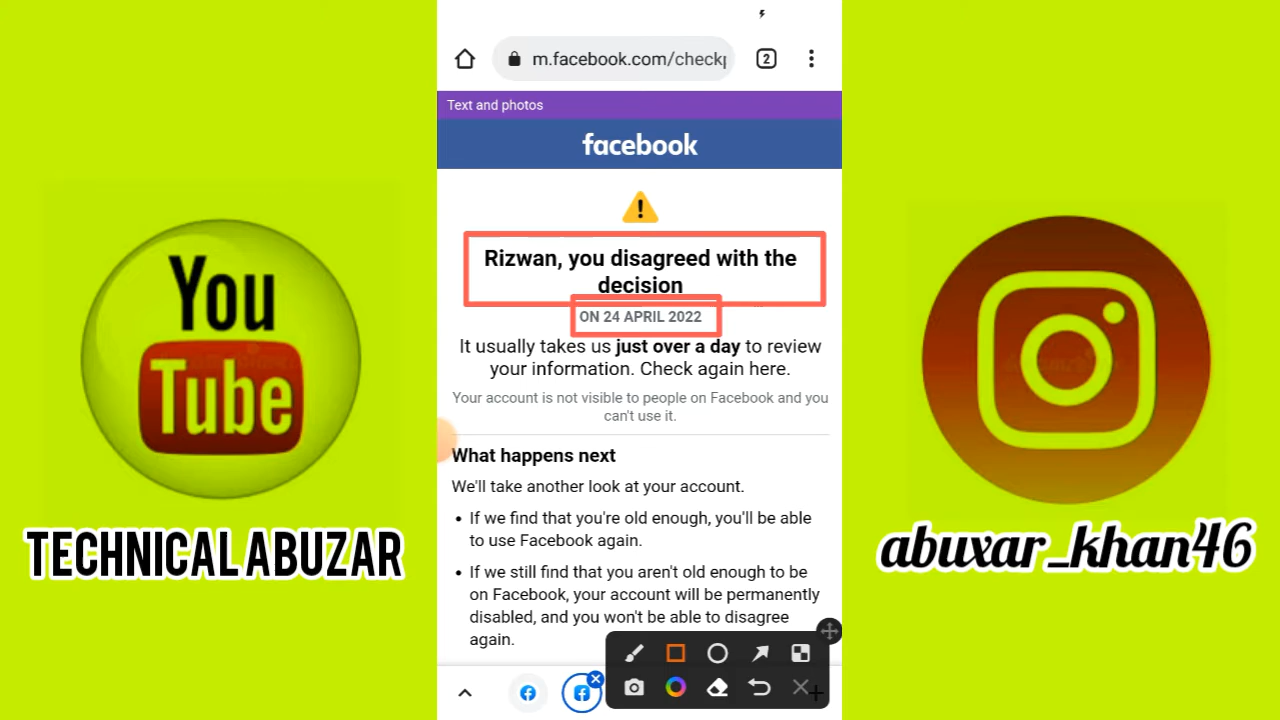 2
m.facebook.com/checkp
Text and photos
facebook
Rizwan, you disagreed with the
decision
ON 24 APRIL 2022
It usually takes us just over a day to review
your information. Check again here.
Your account is not visible to people on Facebook and you
can't use it.
What happens next
We'll take another look at your account.
• If we find that you're old enough, you'll be able
to use Facebook again.
• If we still find that you aren't old enough to be
on Facebook, your account will be permanently
disabled, and you won't be able to disagree
again.
You
Tube
TECHNICAL ABUZAR
abuxar_khan46